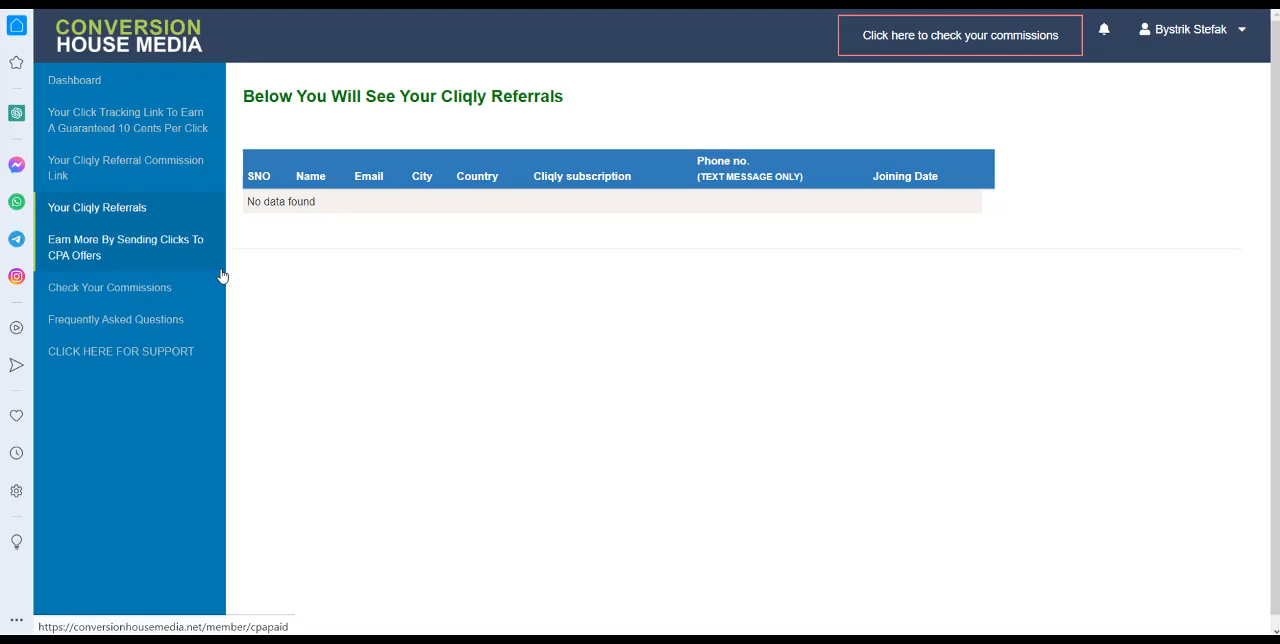 CONVERSION
HOUSE MEDIA
Click here to check your commissions
Bystrik Stefak
Dashboard
Your Click Tracking Link To Earn
A Guaranteed 10 Cents Per Click
Your Cliqly Referral Commission
Link
Your Cliqly Referrals
Earn More By Sending Clicks To
CPA Offers
Check Your Commissions
Frequently Asked Questions
CLICK HERE FOR SUPPORT
Below You Will See Your Cliqly Referrals
SNO Name Email City Country Cliqly subscription Phone no. (TEXT MESSAGE ONLY) Joining Date
No data found
https://conversionhousemedia.net/member/cpapaid